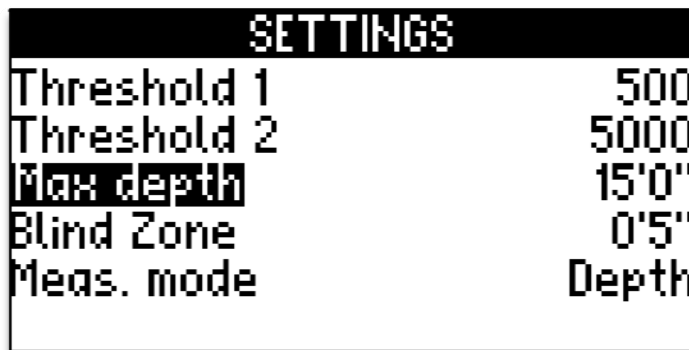 SETTINGS
Threshold 1 500
Threshold 2 5000
Max depth 15'0"
Blind Zone 0'5"
Meas. mode Depth